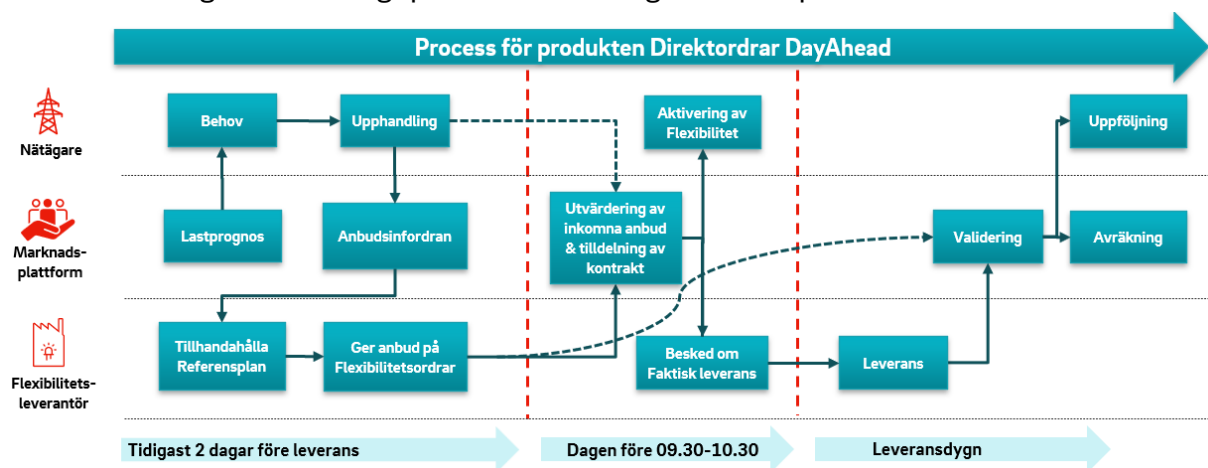 Process för produkten Direktordrar DayAhead
Nätägare
Behov
Upphandling
Aktivering av
Flexibilitet
Uppföljning
Marknads-
plattform
Lastprognos
Anbudsinfordran
Utvärdering av
inkomna anbud
& tilldelning av
kontrakt
Validering
Avräkning
Flexibilitets-
leverantör
Tillhandahålla
Referensplan
Ger anbud på
Flexibilitetsordrar
Besked om
Faktisk leverans
Leverans
Tidigast 2 dagar före leverans
Dagen före 09.30-10.30
Leveransdygn